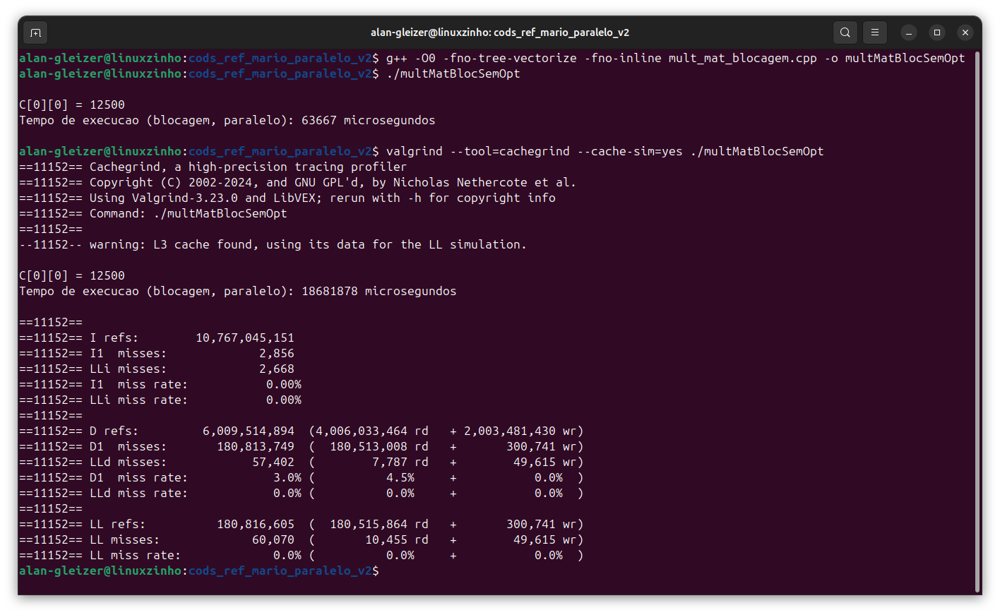 alan-gleizer@linuxzinho: cods_ref_mario_paralelo_v2
alan-gleizer@linuxzinho:cods_ref_mario_paralelo_v2$ g++ -O0 -fno-tree-vectorize -fno-inline mult_mat_blocagem.cpp -o multMatBlocSemOpt
alan-gleizer@linuxzinho:cods_ref_mario_paralelo_v2$ ./multMatBlocSemOpt
C[0][0] = 12500
Tempo de execucao (blocagem, paralelo): 63667 microsegundos
alan-gleizer@linuxzinho:cods_ref_mario_paralelo_v2$ valgrind --tool=cachegrind --cache-sim=yes ./multMatBlocSemOpt
==11152== Cachegrind, a high-precision tracing profiler
==11152== Copyright (C) 2002-2024, and GNU GPL'd, by Nicholas Nethercote et al.
==11152== Using Valgrind-3.23.0 and LibVEX; rerun with -h for copyright info
==11152== Command: ./multMatBlocSemOpt
==11152==
--11152-- warning: L3 cache found, using its data for the LL simulation.
C[0][0] = 12500
Tempo de execucao (blocagem, paralelo): 18681878 microsegundos
==11152==
==11152== I refs:        10,767,045,151
==11152== I1  misses:             2,856
==11152== LLi misses:             2,668
==11152== I1  miss rate:           0.00%
==11152== LLi miss rate:           0.00%
==11152==
==11152== D refs:         6,009,514,894  (4,006,033,464 rd   + 2,003,481,430 wr)
==11152== D1  misses:       180,813,749  (  180,513,008 rd   +       300,741 wr)
==11152== LLd misses:            57,402  (        7,787 rd   +        49,615 wr)
==11152== D1  miss rate:            3.0% (          4.5%     +           0.0%  )
==11152== LLd miss rate:            0.0% (          0.0%     +           0.0%  )
==11152==
==11152== LL refs:          180,816,605  (  180,515,864 rd   +       300,741 wr)
==11152== LL misses:             60,070  (       10,455 rd   +        49,615 wr)
==11152== LL miss rate:             0.0% (          0.0%     +           0.0%  )
alan-gleizer@linuxzinho:cods_ref_mario_paralelo_v2$